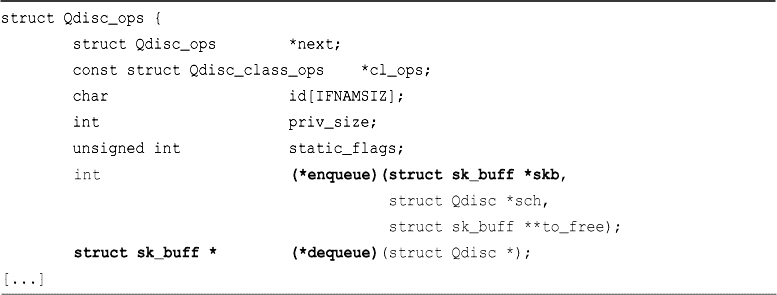 struct Qdisc_ops {
struct Qdisc_ops *next;
const struct Qdisc_class_ops *cl_ops;
char id[IFNAMSIZ];
int priv_size;
unsigned int static_flags;
int (*enqueue)(struct sk_buff *skb,
struct Qdisc *sch,
struct sk_buff **to_free);
struct sk_buff * (*dequeue)(struct Qdisc *);
[...]